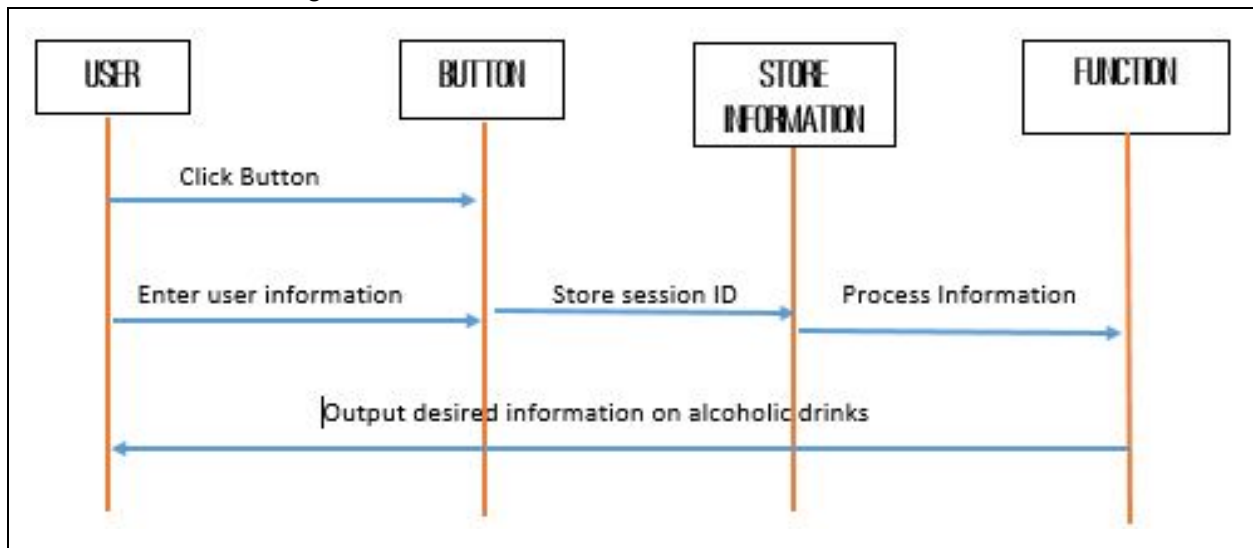 USER
BUTTON
STORE
INFORMATION
FUNCTION
Click Button
Enter user information
Store session ID
Process Information
Output desired information on alcoholic drinks